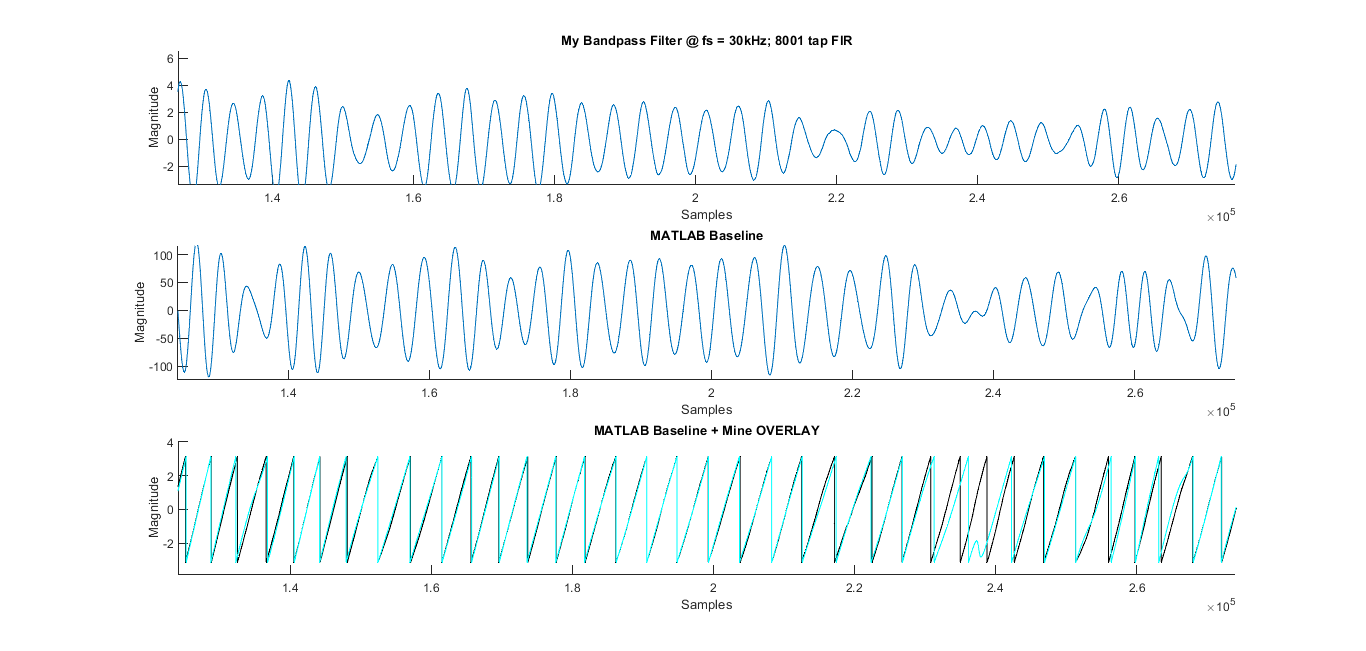 My Bandpass Filter @ fs = 30kHz; 8001 tap FIR
6
4
2
0
-2
Magnitude
1.4 1.6 1.8 2 2.2 2.4 2.6
Samples
×10^5
MATLAB Baseline
100
50
0
-50
-100
Magnitude
1.4 1.6 1.8 2 2.2 2.4 2.6
Samples
×10^5
MATLAB Baseline + Mine OVERLAY
4
2
0
-2
Magnitude
1.4 1.6 1.8 2 2.2 2.4 2.6
Samples
×10^5